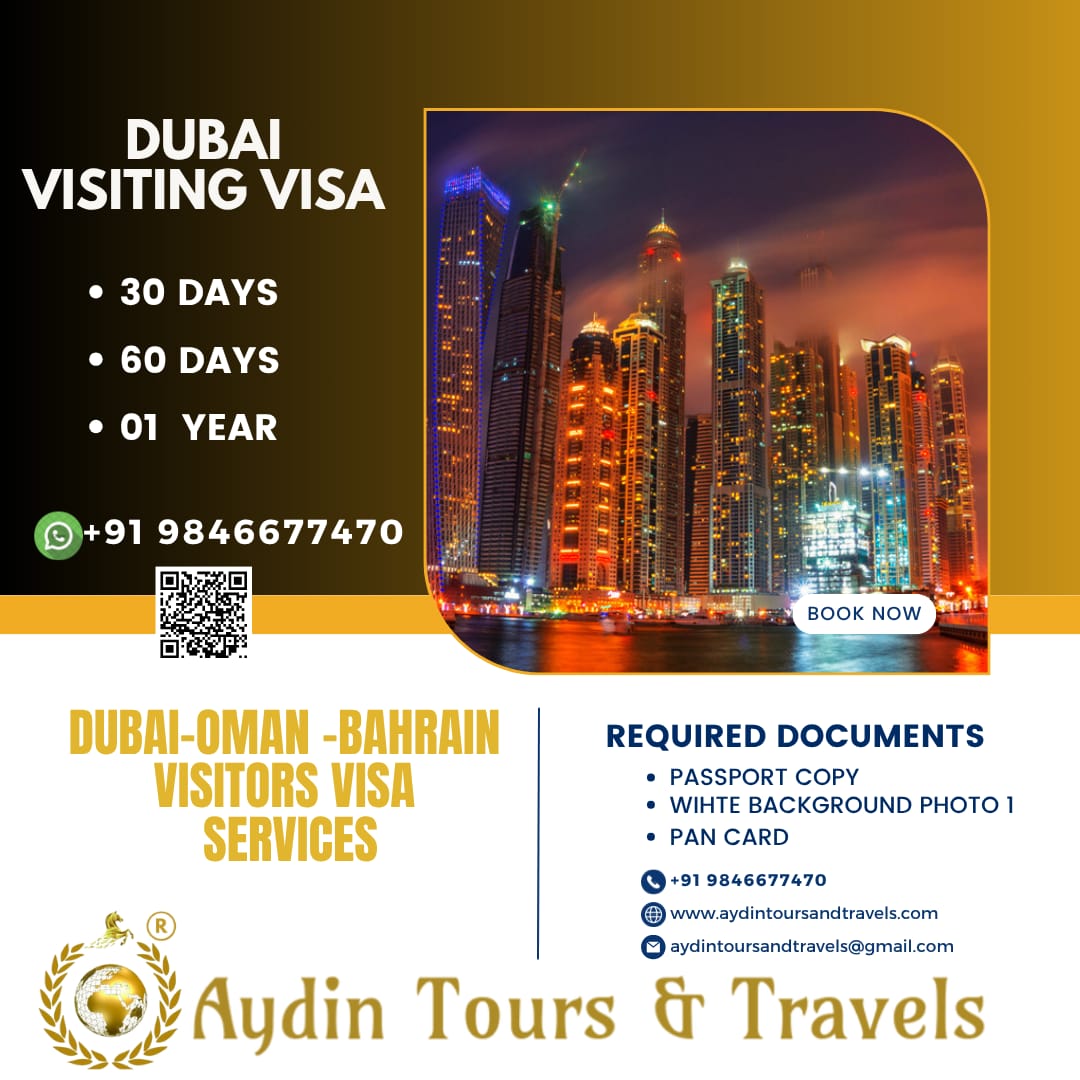 DUBAI
VISITING VISA
• 30 DAYS
• 60 DAYS
• 01 YEAR
+91 9846677470
BOOK NOW
DUBAI-OMAN -BAHRAIN
VISITORS VISA
SERVICES
REQUIRED DOCUMENTS
• PASSPORT COPY
• WIHTE BACKGROUND PHOTO 1
• PAN CARD
+91 9846677470
www.aydintoursandtravels.com
aydintoursandtravels@gmail.com
®
Aydin Tours & Travels